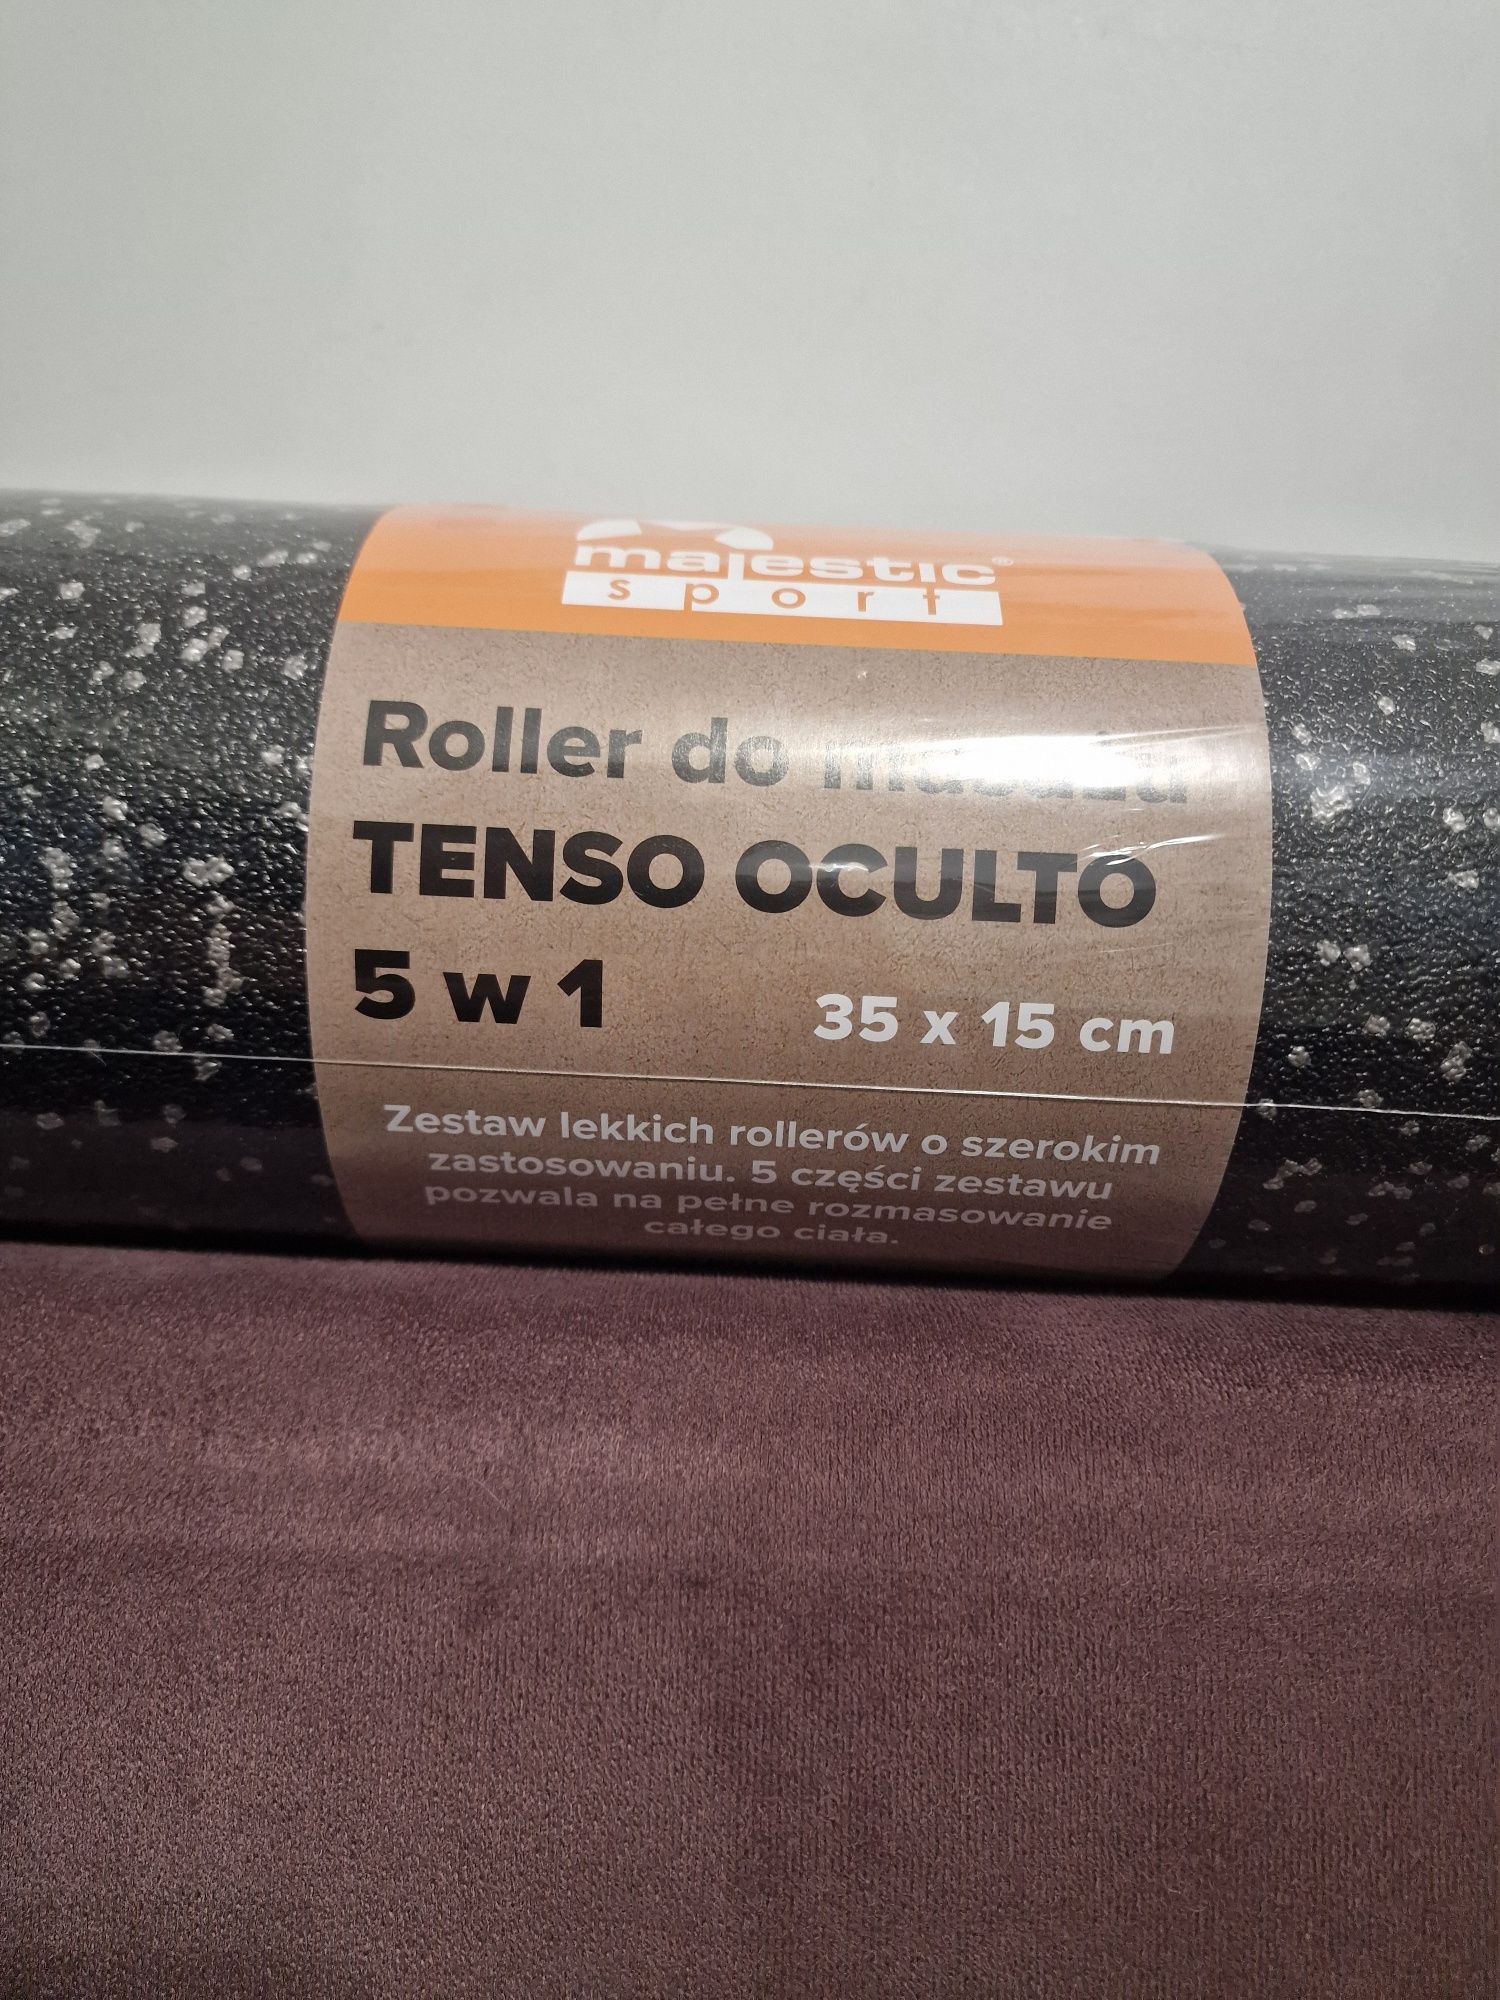 majestic®
sport
Roller do masażu
TENSO OCULTO
5 w 1
35 x 15 cm
Zestaw lekkich rollerów o szerokim
zastosowaniu. 5 części zestawu
pozwala na pełne rozmasowanie
całego ciała.